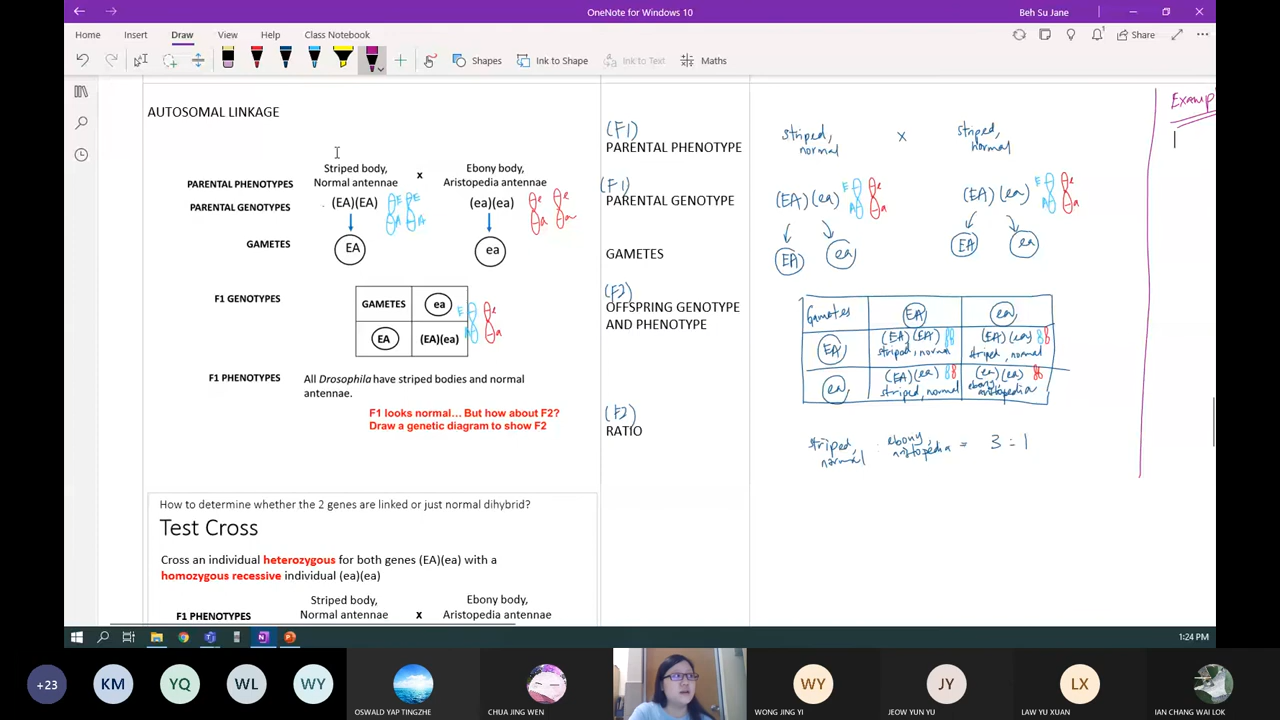 OneNote for Windows 10
Beh Su Jane
Home
Insert
Draw
View
Help
Class Notebook
Share
Shapes
Ink to Shape
Ink to Text
Maths
AUTOSOMAL LINKAGE
PARENTAL PHENOTYPES
Striped body,
Normal antennae
x
Ebony body,
Aristopedia antennae
PARENTAL GENOTYPES
(EA)(EA)
E E
A A
(ea)(ea)
e e
a a
GAMETES
EA
ea
F1 GENOTYPES
GAMETES
ea
EA
(EA)(ea)
E e
A a
F1 PHENOTYPES
All Drosophila have striped bodies and normal
antennae.
F1 looks normal... But how about F2?
Draw a genetic diagram to show F2
How to determine whether the 2 genes are linked or just normal dihybrid?
Test Cross
Cross an individual heterozygous for both genes (EA)(ea) with a
homozygous recessive individual (ea)(ea)
F1 PHENOTYPES
Striped body,
Normal antennae
x
Ebony body,
Aristopedia antennae
(F1)
PARENTAL PHENOTYPE
(F1)
PARENTAL GENOTYPE
GAMETES
(F2)
OFFSPRING GENOTYPE
AND PHENOTYPE
(F2)
RATIO
striped,
normal
x
striped,
normal
(EA)(ea)
E e
A a
(EA)(ea)
E e
A a
EA
ea
EA
ea
Gametes
EA
ea
EA
(EA)(EA)
striped, normal
(EA)(ea)
striped, normal
ea
(EA)(ea)
striped, normal
(ea)(ea)
ebony,
aristopedia
striped,
normal
:
ebony,
aristopedia
= 3 : 1
Examp
1:24 PM
+23
KM
YQ
WL
WY
OSWALD YAP TINGZHE
CHUA JING WEN
WY
WONG JING YI
JY
JEOW YUN YU
LX
LAW YU XUAN
IAN CHANG WAI LOK